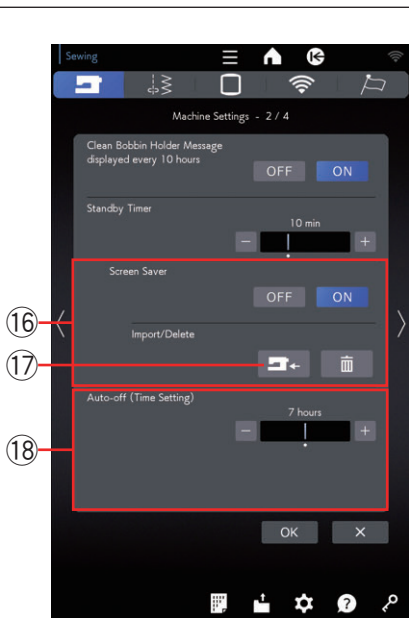 Sewing
Machine Settings - 2 / 4
Clean Bobbin Holder Message
displayed every 10 hours
OFF ON
Standby Timer
10 min
− +
Screen Saver
OFF ON
Import/Delete
Auto-off (Time Setting)
7 hours
− +
OK ×
⑯
⑰
⑱